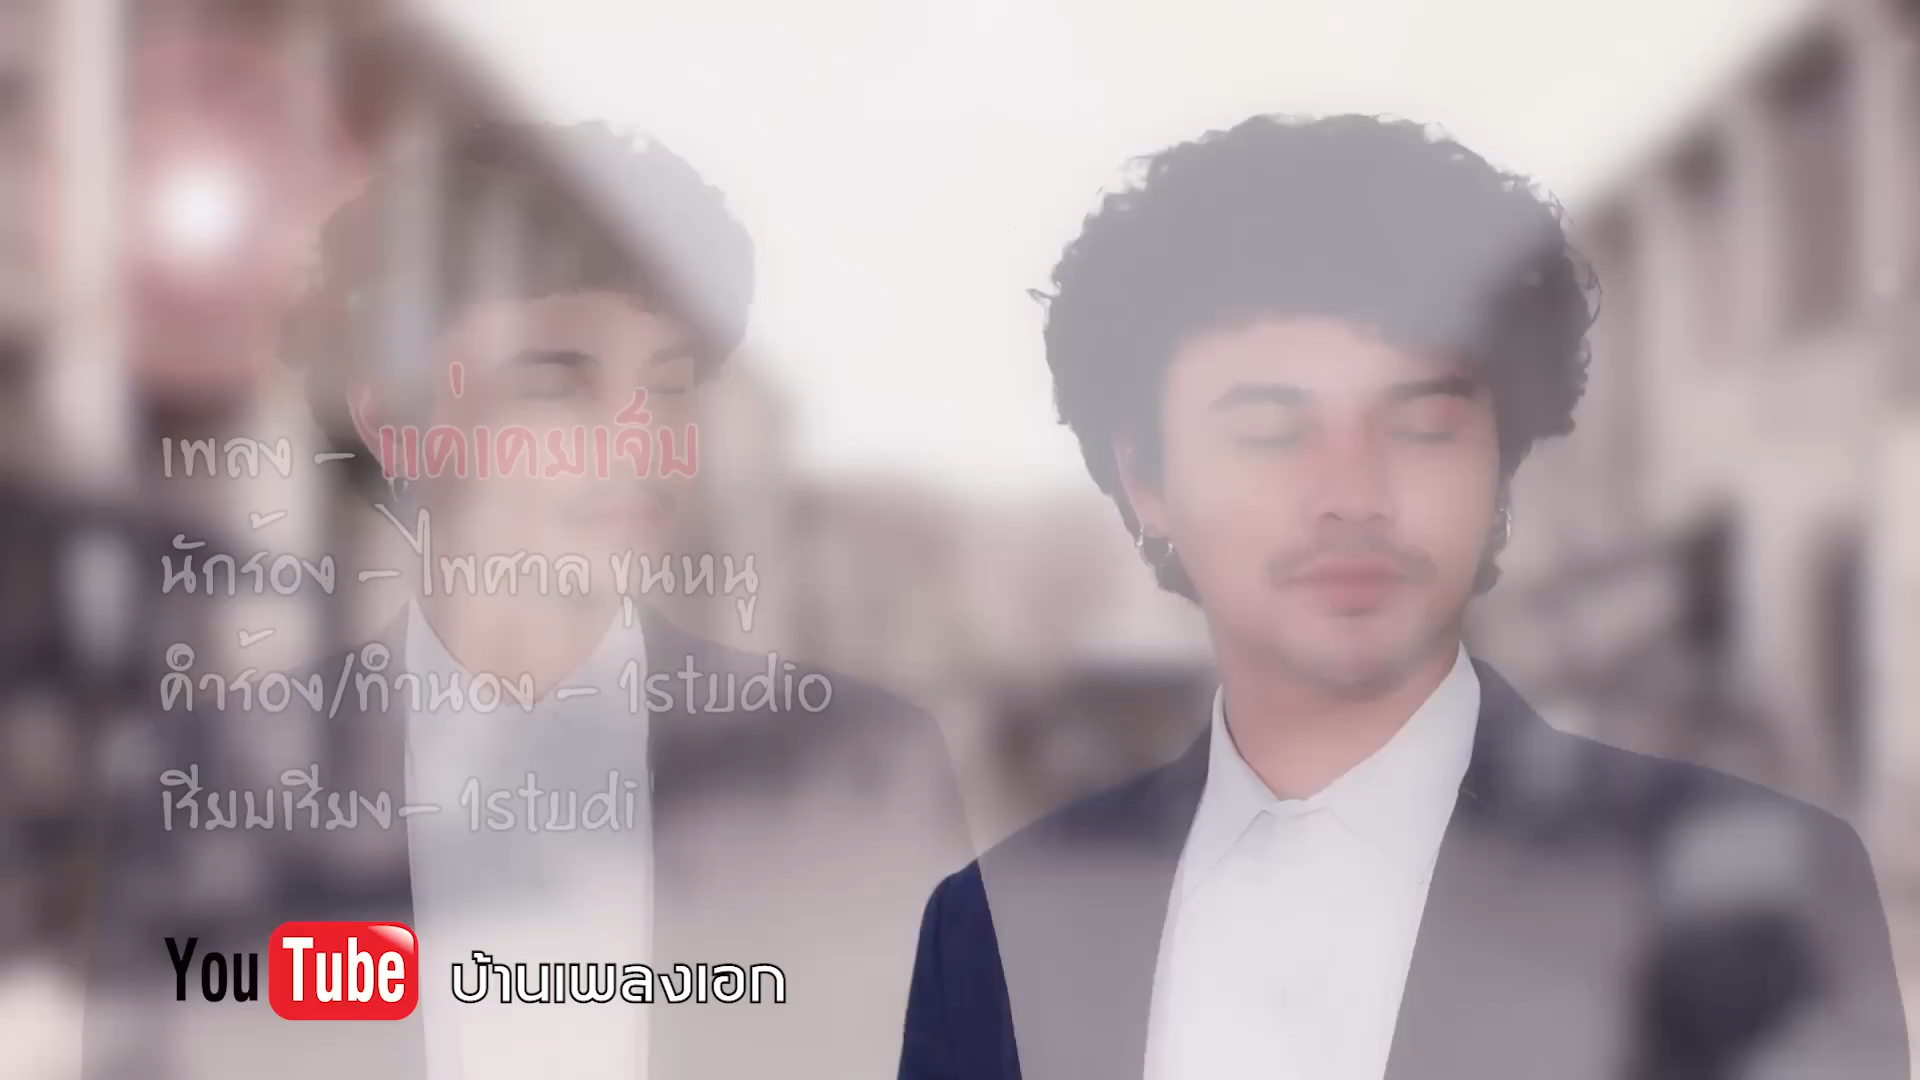 เพลง - แค่เคมเจ็ม
นักร้อง - ไพศาล ขุนหนู
คำร้อง/ทำนอง - 1studio
เรียบเรียง - 1studi
YouTube บ้านเพลงเอก